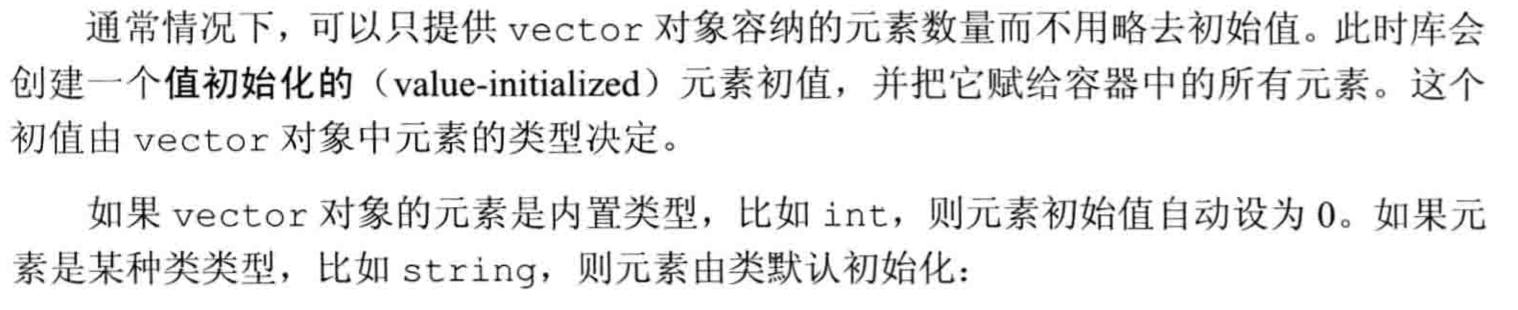 通常情况下，可以只提供 vector 对象容纳的元素数量而不用略去初始值。此时库会
创建一个值初始化的（value-initialized）元素初值，并把它赋给容器中的所有元素。这个
初值由 vector 对象中元素的类型决定。
如果 vector 对象的元素是内置类型，比如 int，则元素初始值自动设为 0。如果元
素是某种类类型，比如 string，则元素由类默认初始化：